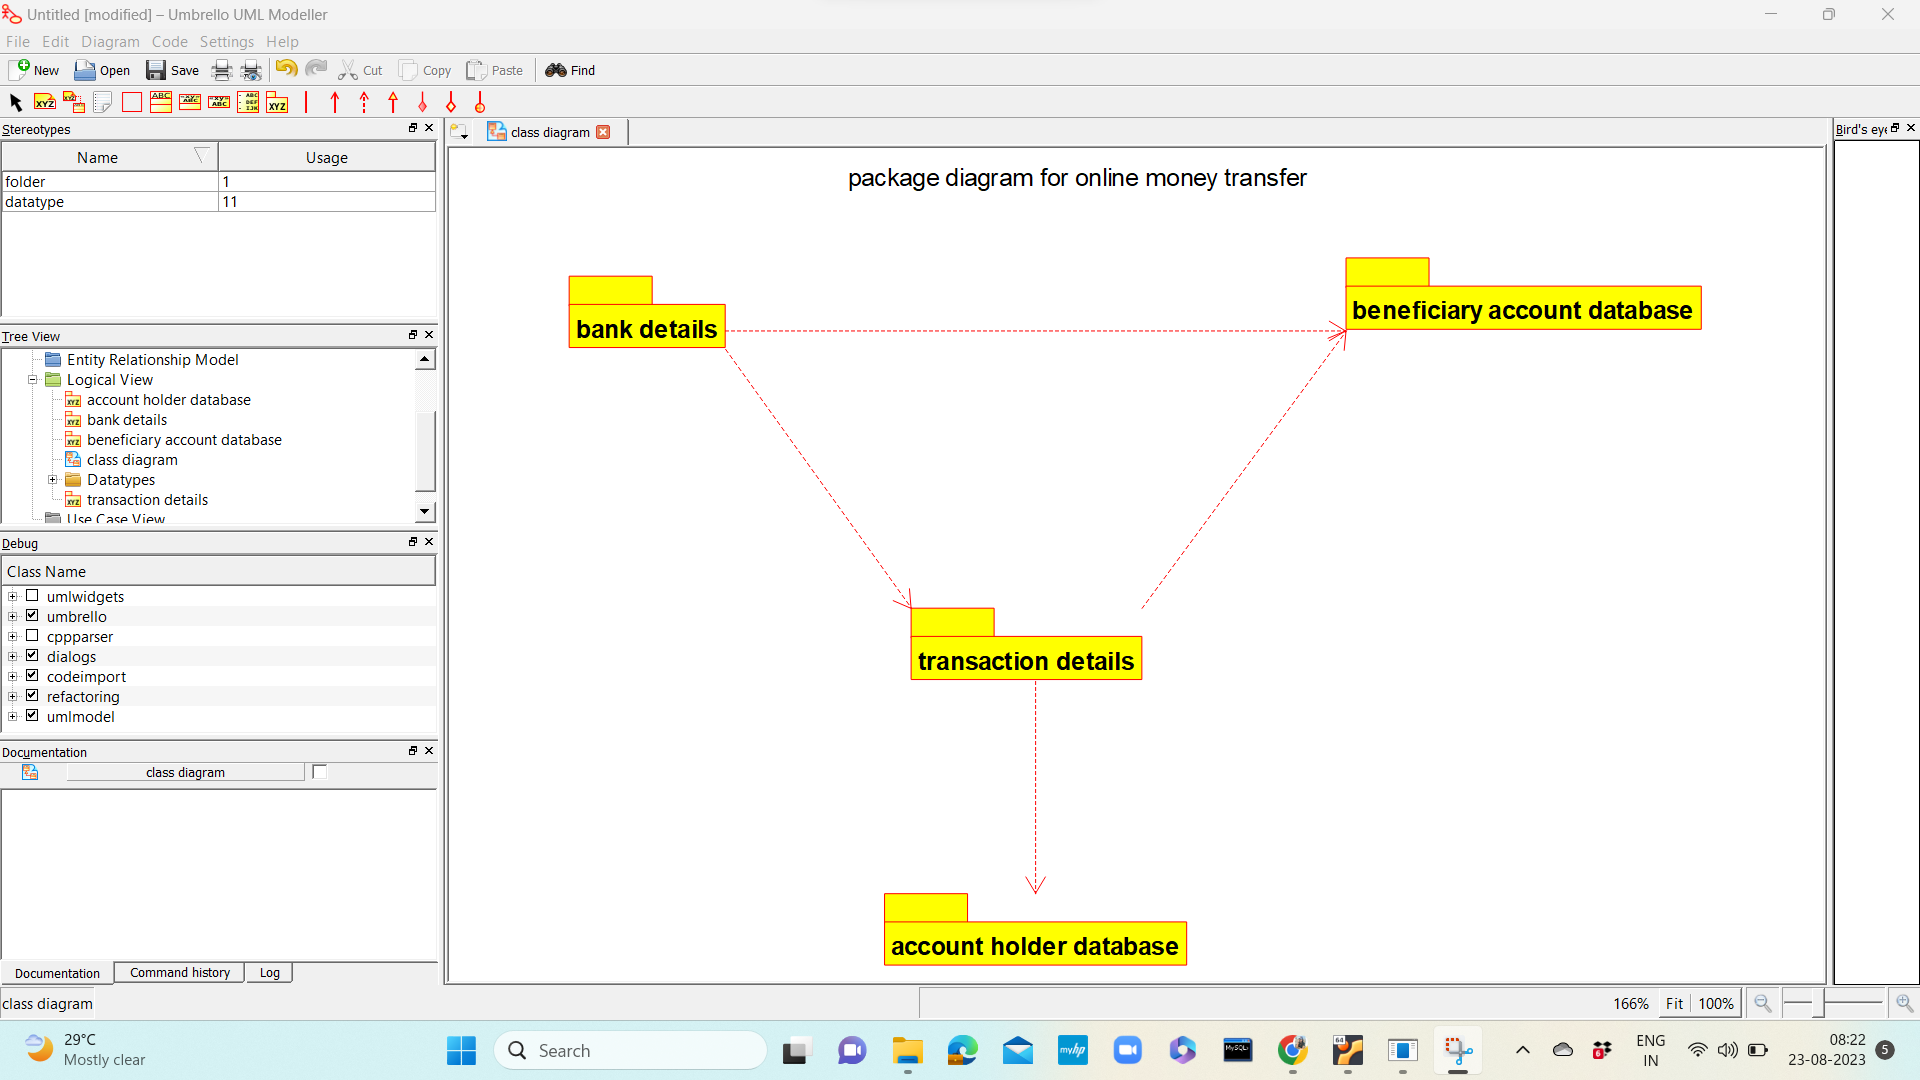 Untitled [modified] – Umbrello UML Modeller
File Edit Diagram Code Settings Help
New Open Save Cut Copy Paste Find
Stereotypes
Name Usage
folder 1
datatype 11
Tree View
Entity Relationship Model
Logical View
account holder database
bank details
beneficiary account database
class diagram
Datatypes
transaction details
Use Case View
Debug
Class Name
umlwidgets
umbrello
cppparser
dialogs
codeimport
refactoring
umlmodel
Documentation
class diagram
Documentation Command history Log
class diagram
class diagram
package diagram for online money transfer
bank details
beneficiary account database
transaction details
account holder database
Bird's eye
166% Fit 100%
29°C
Mostly clear
Search
myhp
MySQL
64
6
ENG
IN
08:22
23-08-2023
5